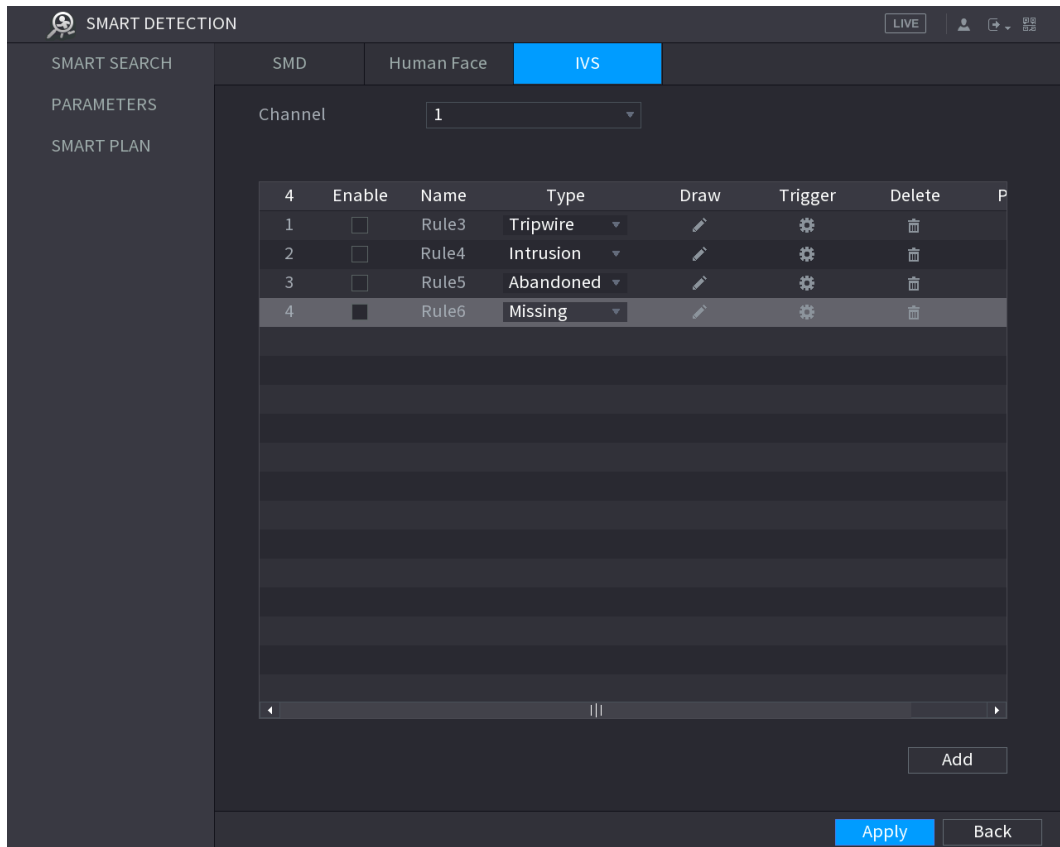 SMART DETECTION LIVE
SMART SEARCH SMD Human Face IVS
PARAMETERS
Channel 1
SMART PLAN
4 Enable Name Type Draw Trigger Delete P
1 Rule3 Tripwire
2 Rule4 Intrusion
3 Rule5 Abandoned
4 Rule6 Missing
Add
Apply Back